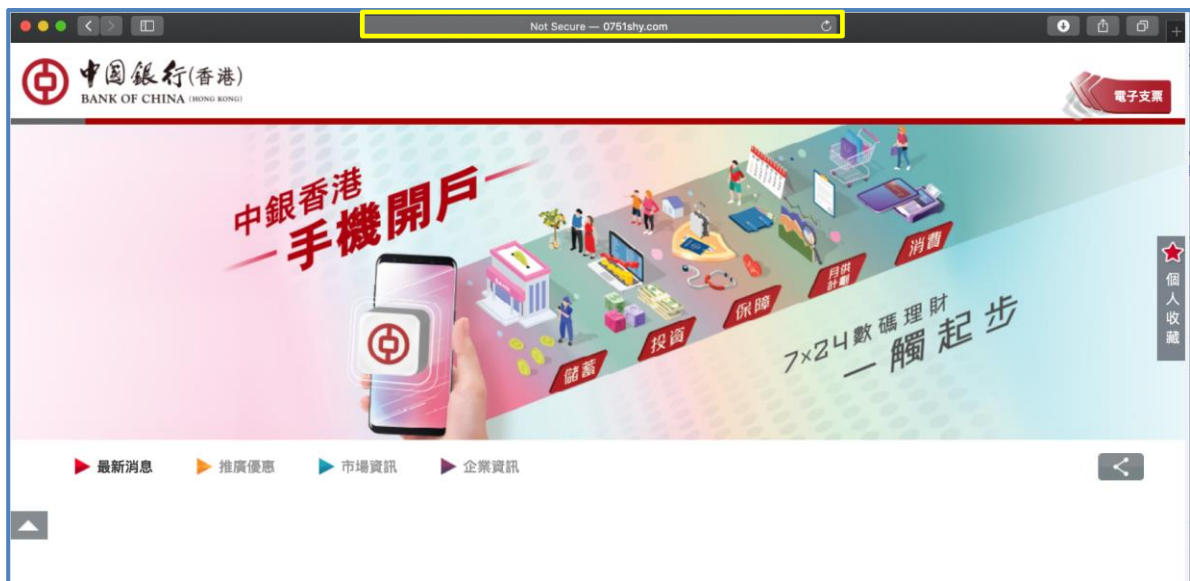 Not Secure — 0751shy.com
中國銀行(香港)
BANK OF CHINA (HONG KONG)
電子支票
中銀香港
手機開戶
儲蓄
投資
保障
月供
計劃
消費
7×24數碼理財
一觸起步
個人收藏
最新消息
推廣優惠
市場資訊
企業資訊